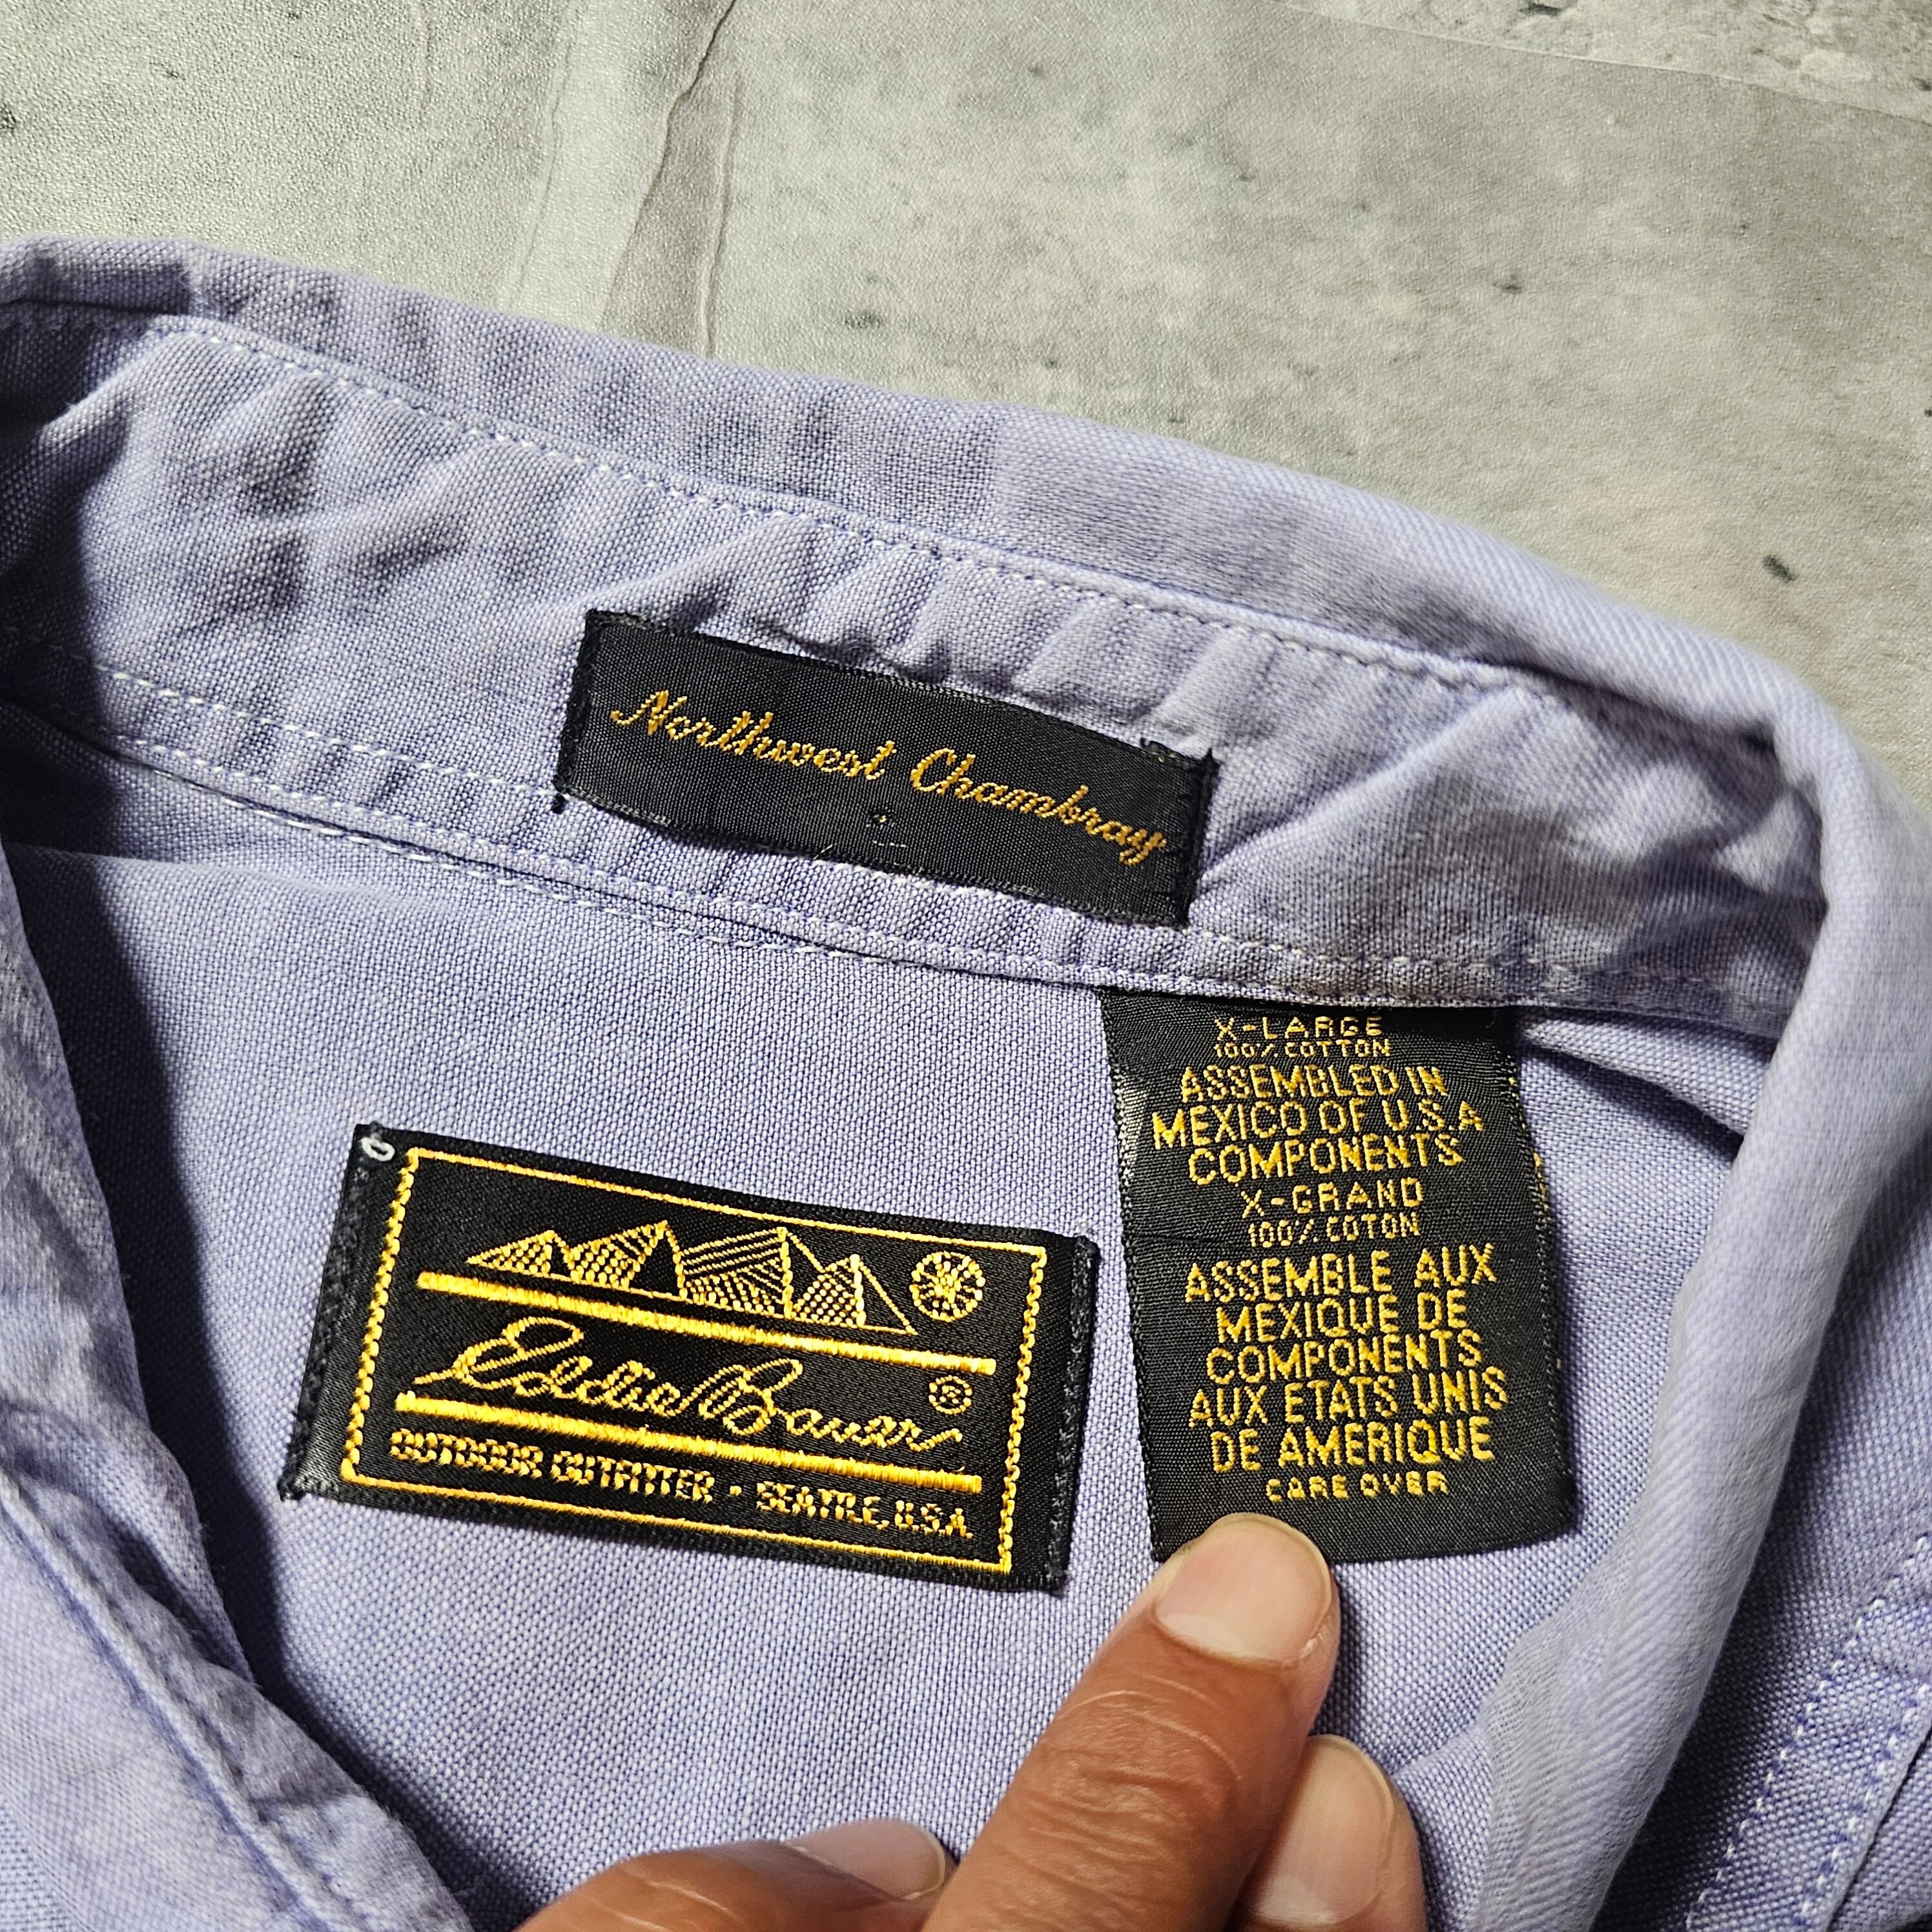 Northwest Chambray
X-LARGE
100% COTTON
ASSEMBLED IN
MEXICO OF U.S.A
COMPONENTS
X-GRAND
100% COTON
ASSEMBLE AUX
MEXIQUE DE
COMPONENTS
AUX ETATS UNIS
DE AMERIQUE
CARE OVER
Eddie Bauer ®
OUTDOOR OUTFITTER • SEATTLE, U.S.A.